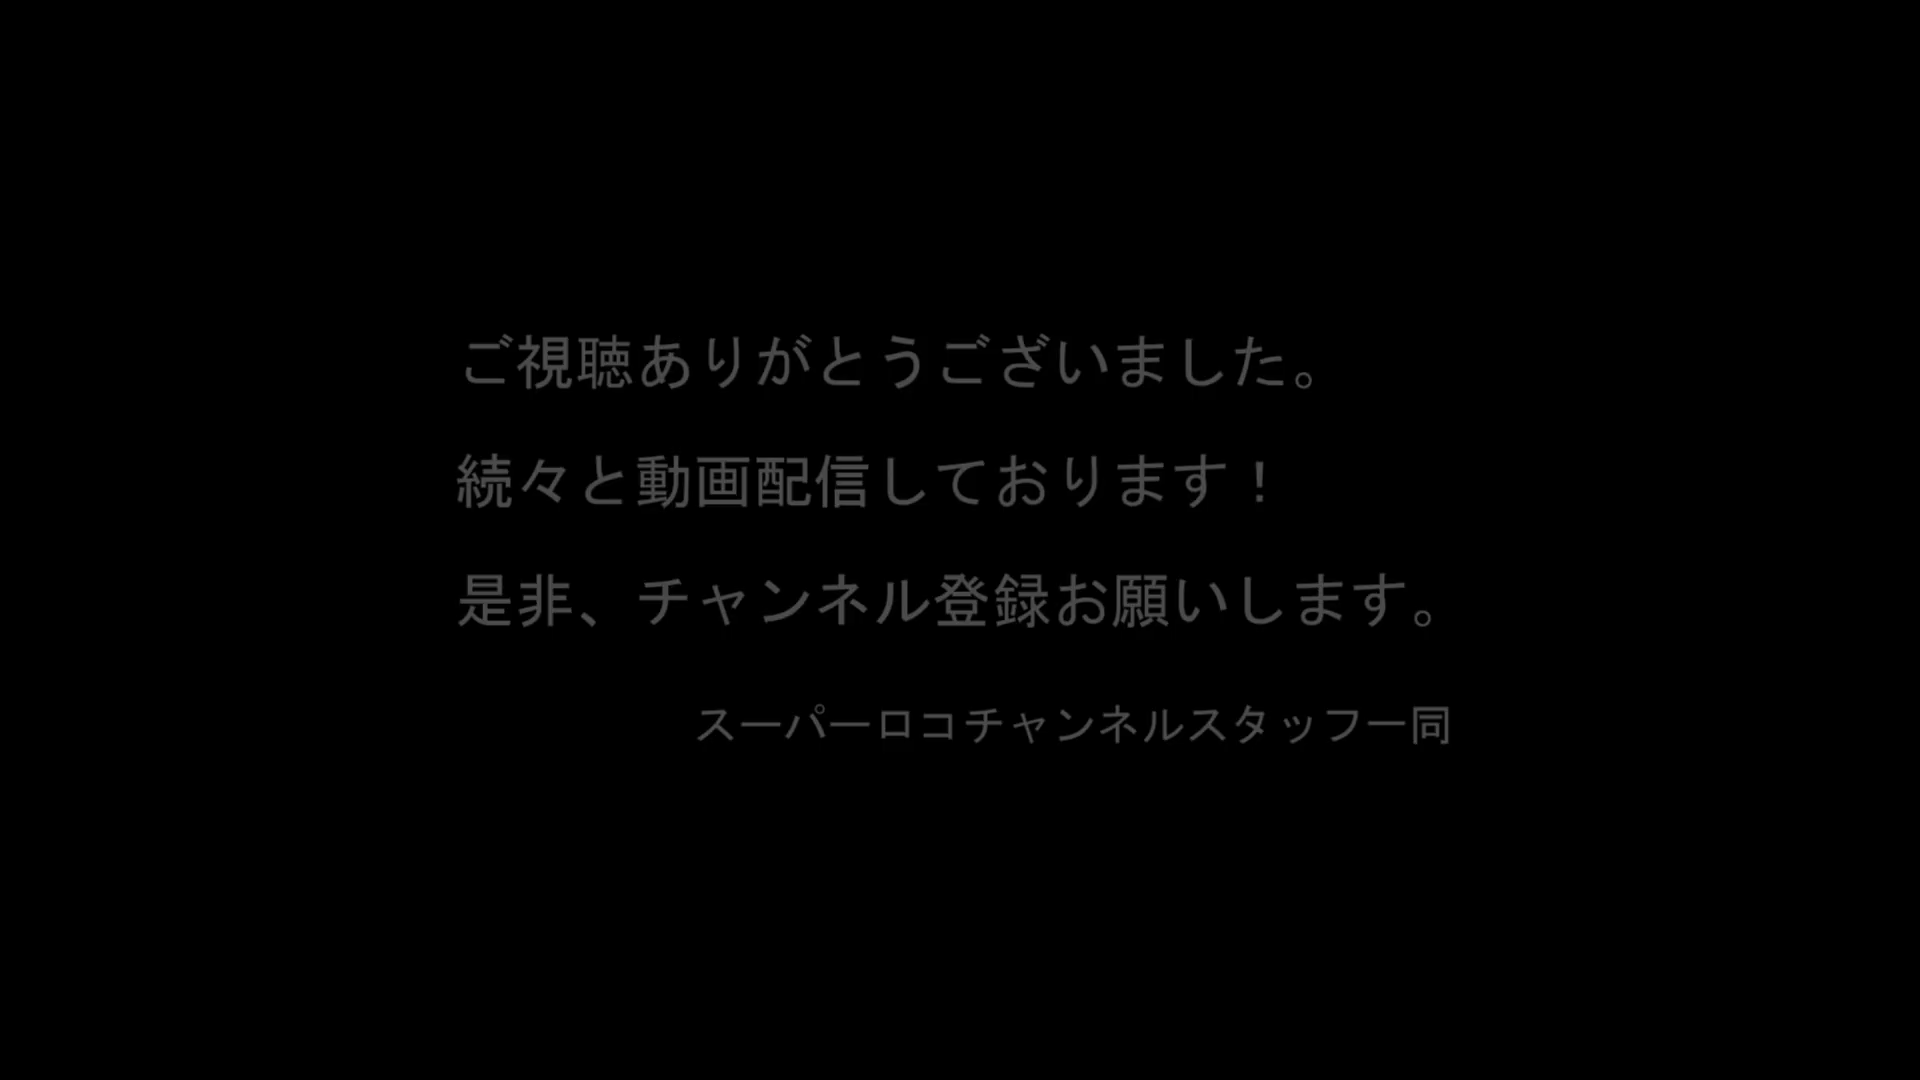 ご視聴ありがとうございました。
続々と動画配信しております！
是非、チャンネル登録お願いします。
スーパーロコチャンネルスタッフ一同